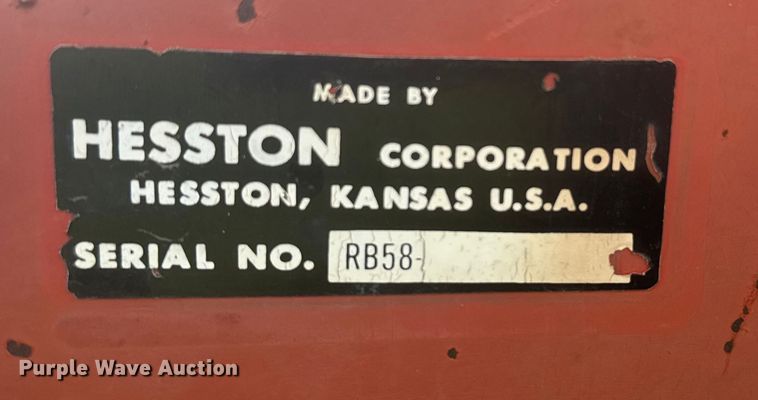 MADE BY
HESSTON CORPORATION
HESSTON, KANSAS U.S.A.
SERIAL NO. RB58-
Purple Wave Auction